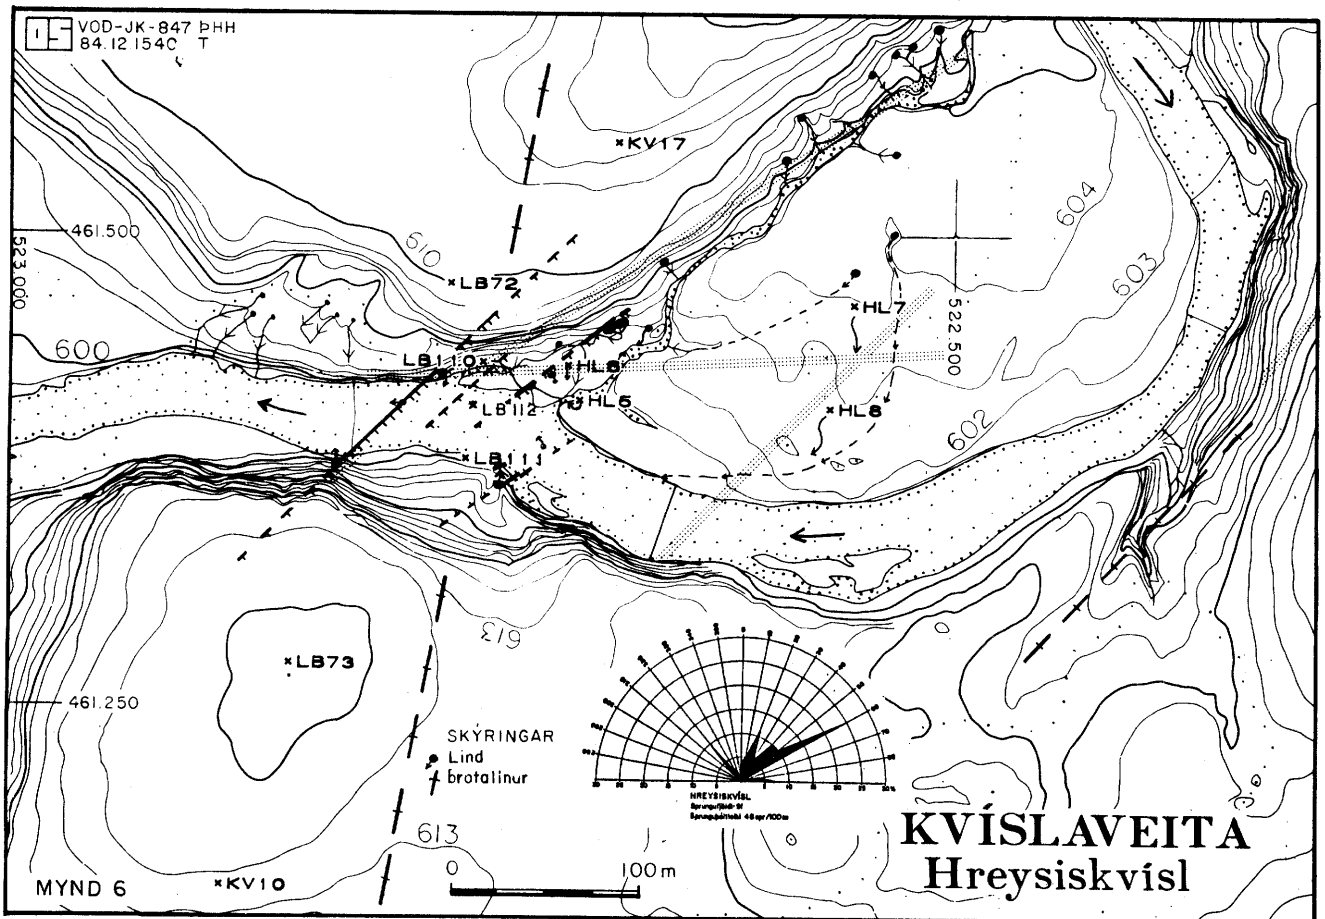 OS
VOD-JK-847 ÞHH
84.12.1540 T
KV17
604
461.500
610
603
523.000
LB72
HL7
522.500
600
LB110
HL6
LB112
HL5
HL8
602
LB111
613
LB73
461.250
SKÝRINGAR
Lind
brotalínur
HREYSISKVÍSL
KVÍSLAVEITA
Hreysiskvísl
613
0 100m
MYND 6
KV10